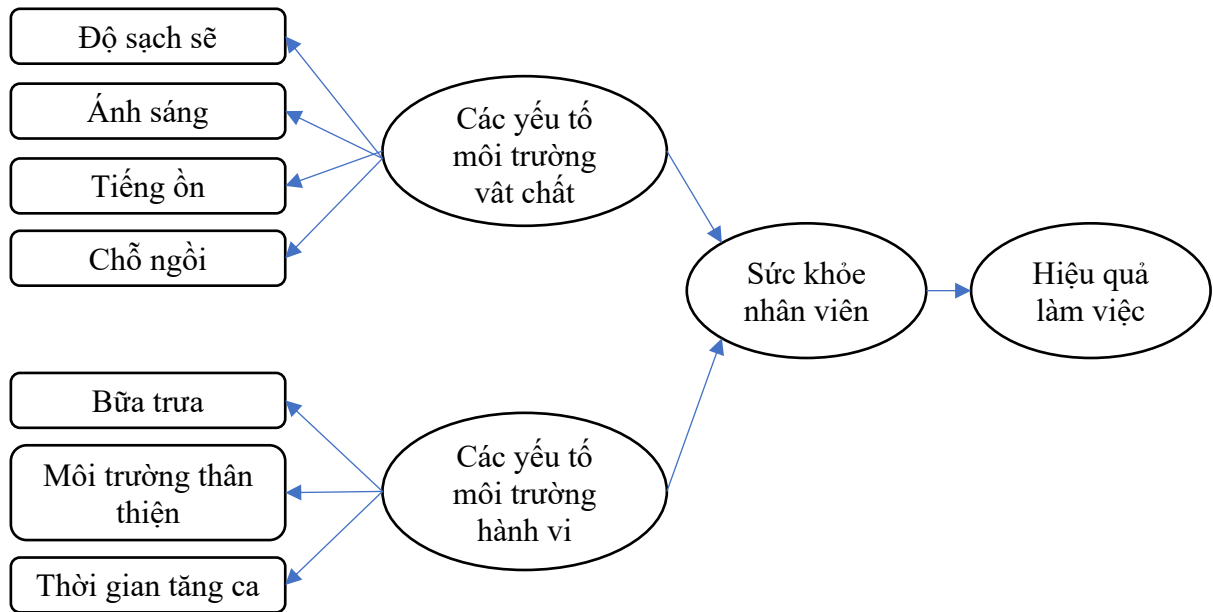 Độ sạch sẽ
Ánh sáng
Tiếng ồn
Chỗ ngồi
Các yếu tố
môi trường
vât chất
Sức khỏe
nhân viên
Hiệu quả
làm việc
Bữa trưa
Môi trường thân
thiện
Thời gian tăng ca
Các yếu tố
môi trường
hành vi